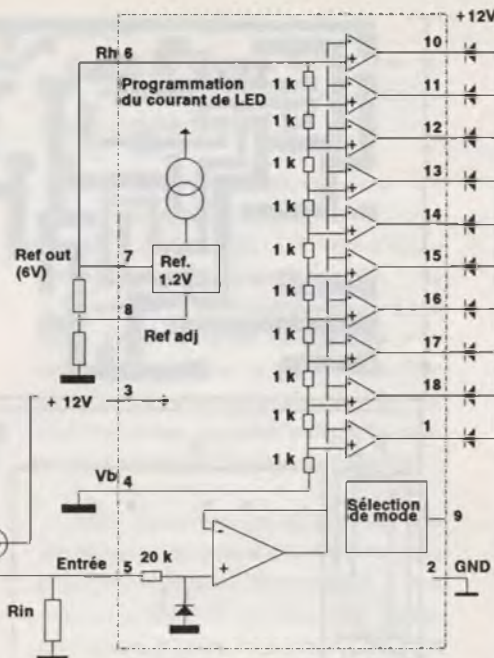 +12V
10
Rh 6
Programmation
du courant de LED
1 k
11
1 k
12
1 k
13
1 k
14
1 k
15
Ref out
(6V)
7
Ref.
1.2V
1 k
16
8
Ref adj
1 k
17
1 k
18
+ 12V
3
1 k
1
1 k
Vb
4
Sélection
de mode
9
Entrée
5
20 k
2
GND
Rin
-
+
-
+
-
+
-
+
-
+
-
+
-
+
-
+
-
+
-
+
-
+